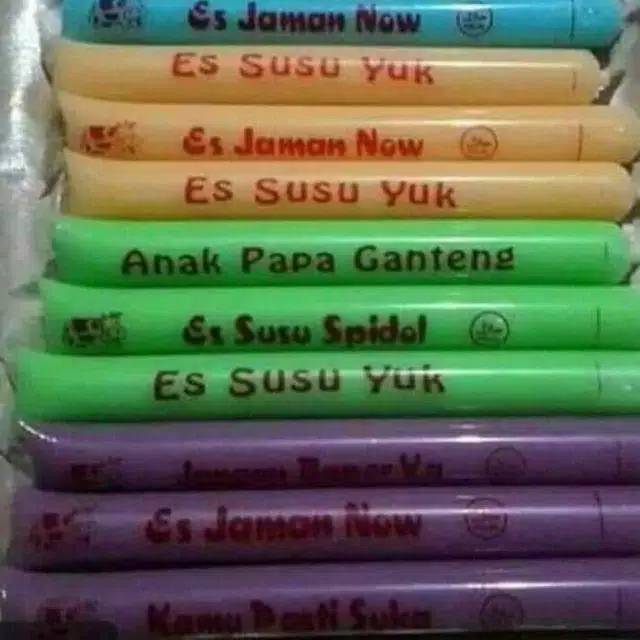 Es Jaman Now
Es Susu Yuk
Es Jaman Now
Es Susu Yuk
Anak Papa Ganteng
Es Susu Spidol
Es Susu Yuk
Es Jaman Now
Kamu Pasti Suka